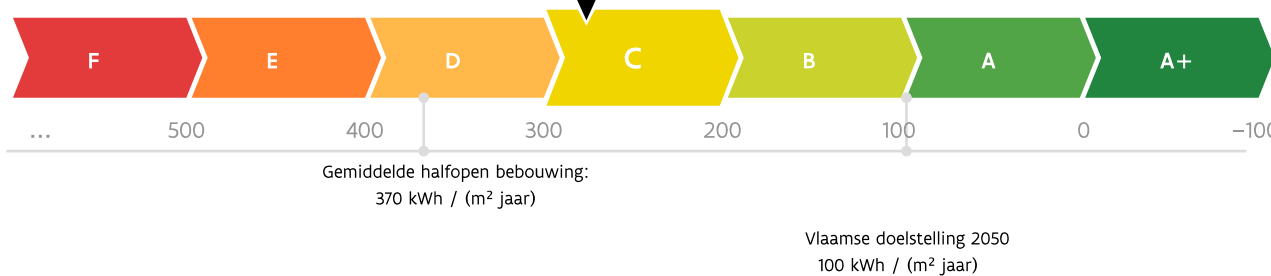 F E D C B A A+
... 500 400 300 200 100 0 −100
Gemiddelde halfopen bebouwing:
370 kWh / (m² jaar)
Vlaamse doelstelling 2050
100 kWh / (m² jaar)